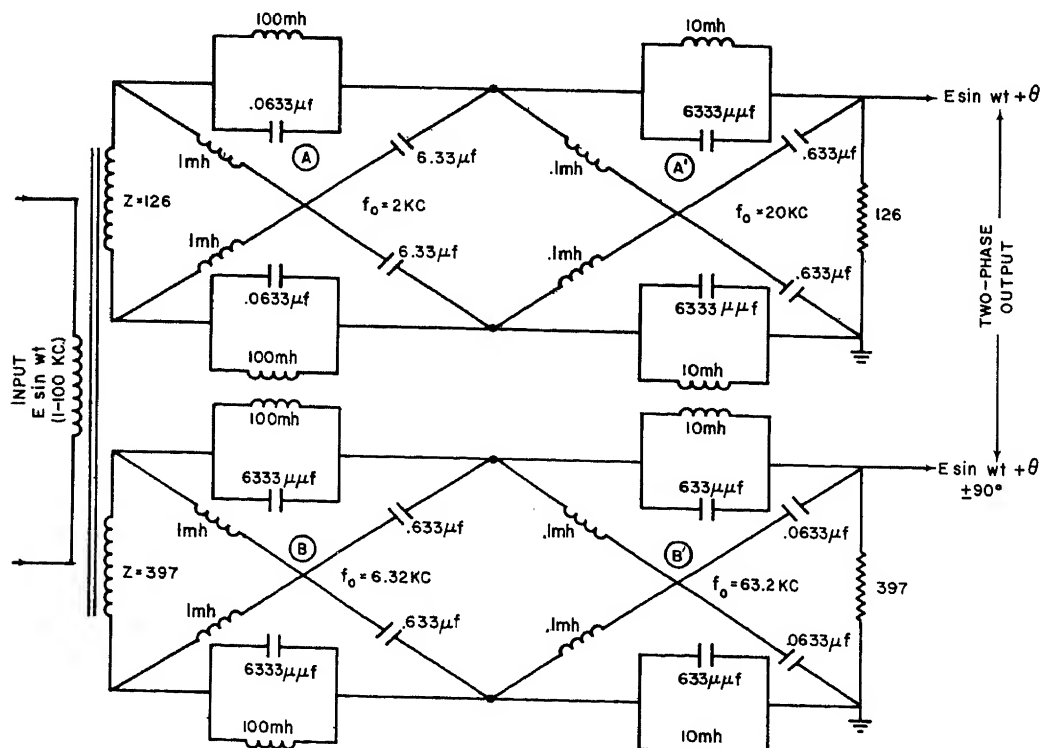 100mh
10mh
.0633μf
6333μμf
E sin wt + θ
1mh
A
6.33μf
.1mh
A'
.633μf
Z=126
f₀ = 2KC
f₀ = 20KC
126
1mh
6.33μf
.1mh
.633μf
.0633μf
6333μμf
100mh
10mh
INPUT
E sin wt
(1-100 KC.)
TWO-PHASE
OUTPUT
100mh
10mh
6333μμf
633μμf
E sin wt + θ
±90°
1mh
B
.633μf
.1mh
B'
.0633μf
Z=397
f₀ = 6.32KC
f₀ = 63.2KC
397
1mh
.633μf
.1mh
.0633μf
6333μμf
633μμf
100mh
10mh